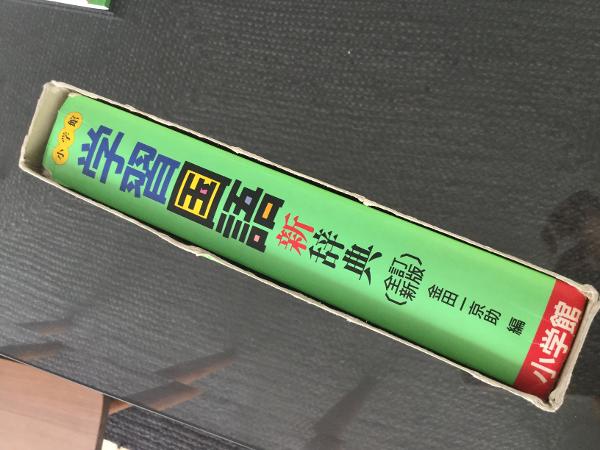 小学館
学習国語
新辞典
(全訂
新版)
金田一京助 編
小学館